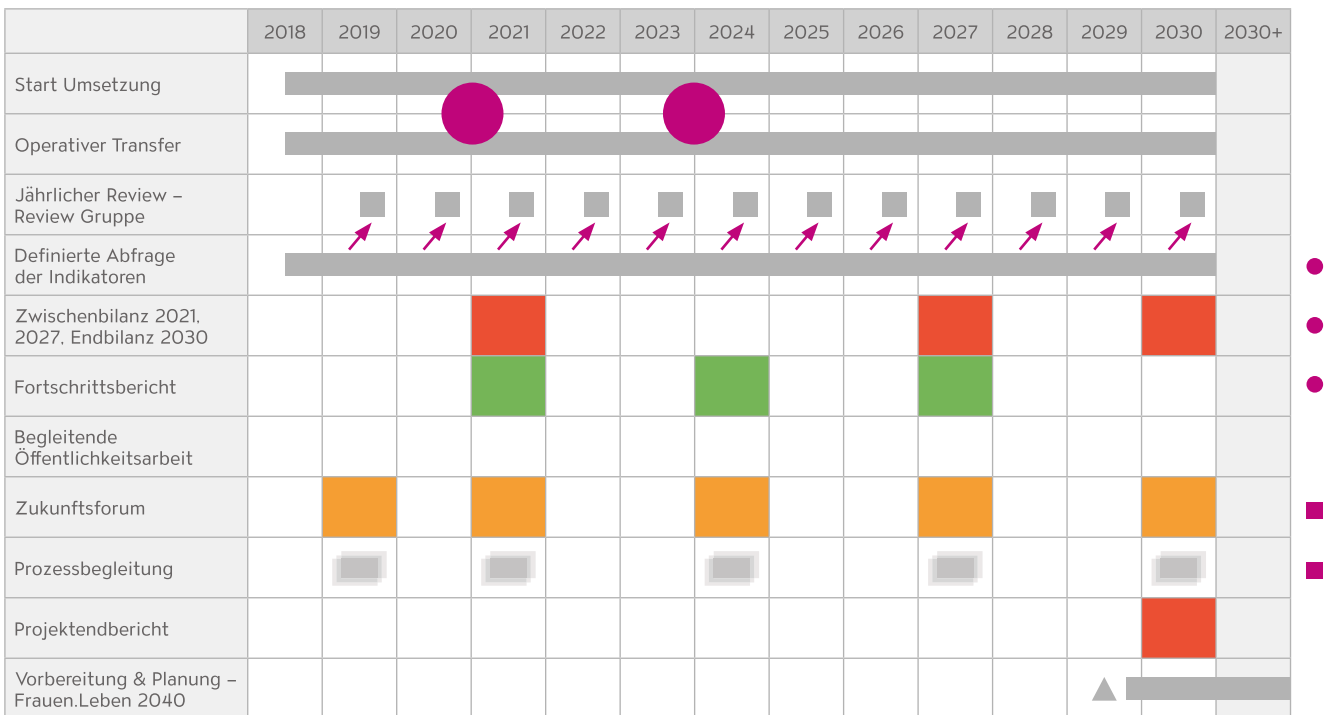 2018 2019 2020 2021 2022 2023 2024 2025 2026 2027 2028 2029 2030 2030+
Start Umsetzung
Operativer Transfer
Jährlicher Review –
Review Gruppe
Definierte Abfrage
der Indikatoren
Zwischenbilanz 2021,
2027, Endbilanz 2030
Fortschrittsbericht
Begleitende
Öffentlichkeitsarbeit
Zukunftsforum
Prozessbegleitung
Projektendbericht
Vorbereitung & Planung –
Frauen.Leben 2040